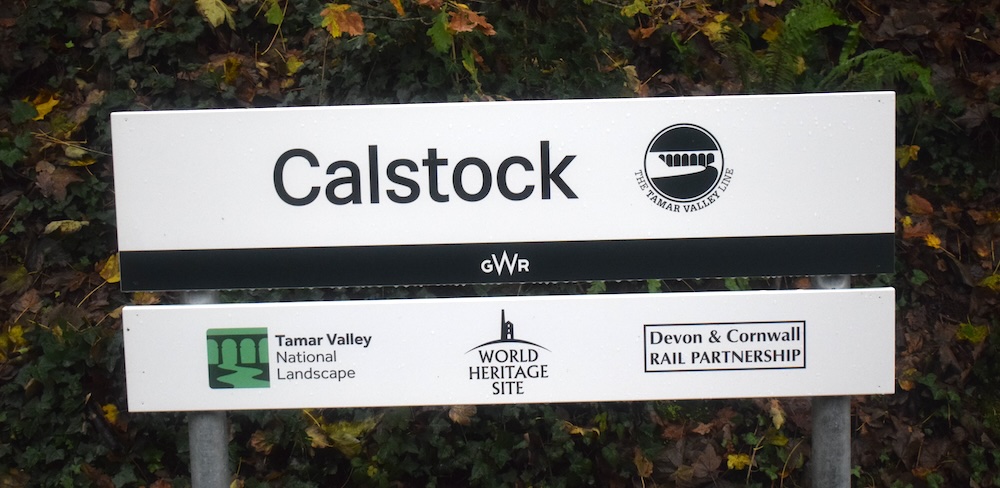 Calstock
THE TAMAR VALLEY LINE
GWR
Tamar Valley
National
Landscape
WORLD
HERITAGE
SITE
Devon & Cornwall
RAIL PARTNERSHIP